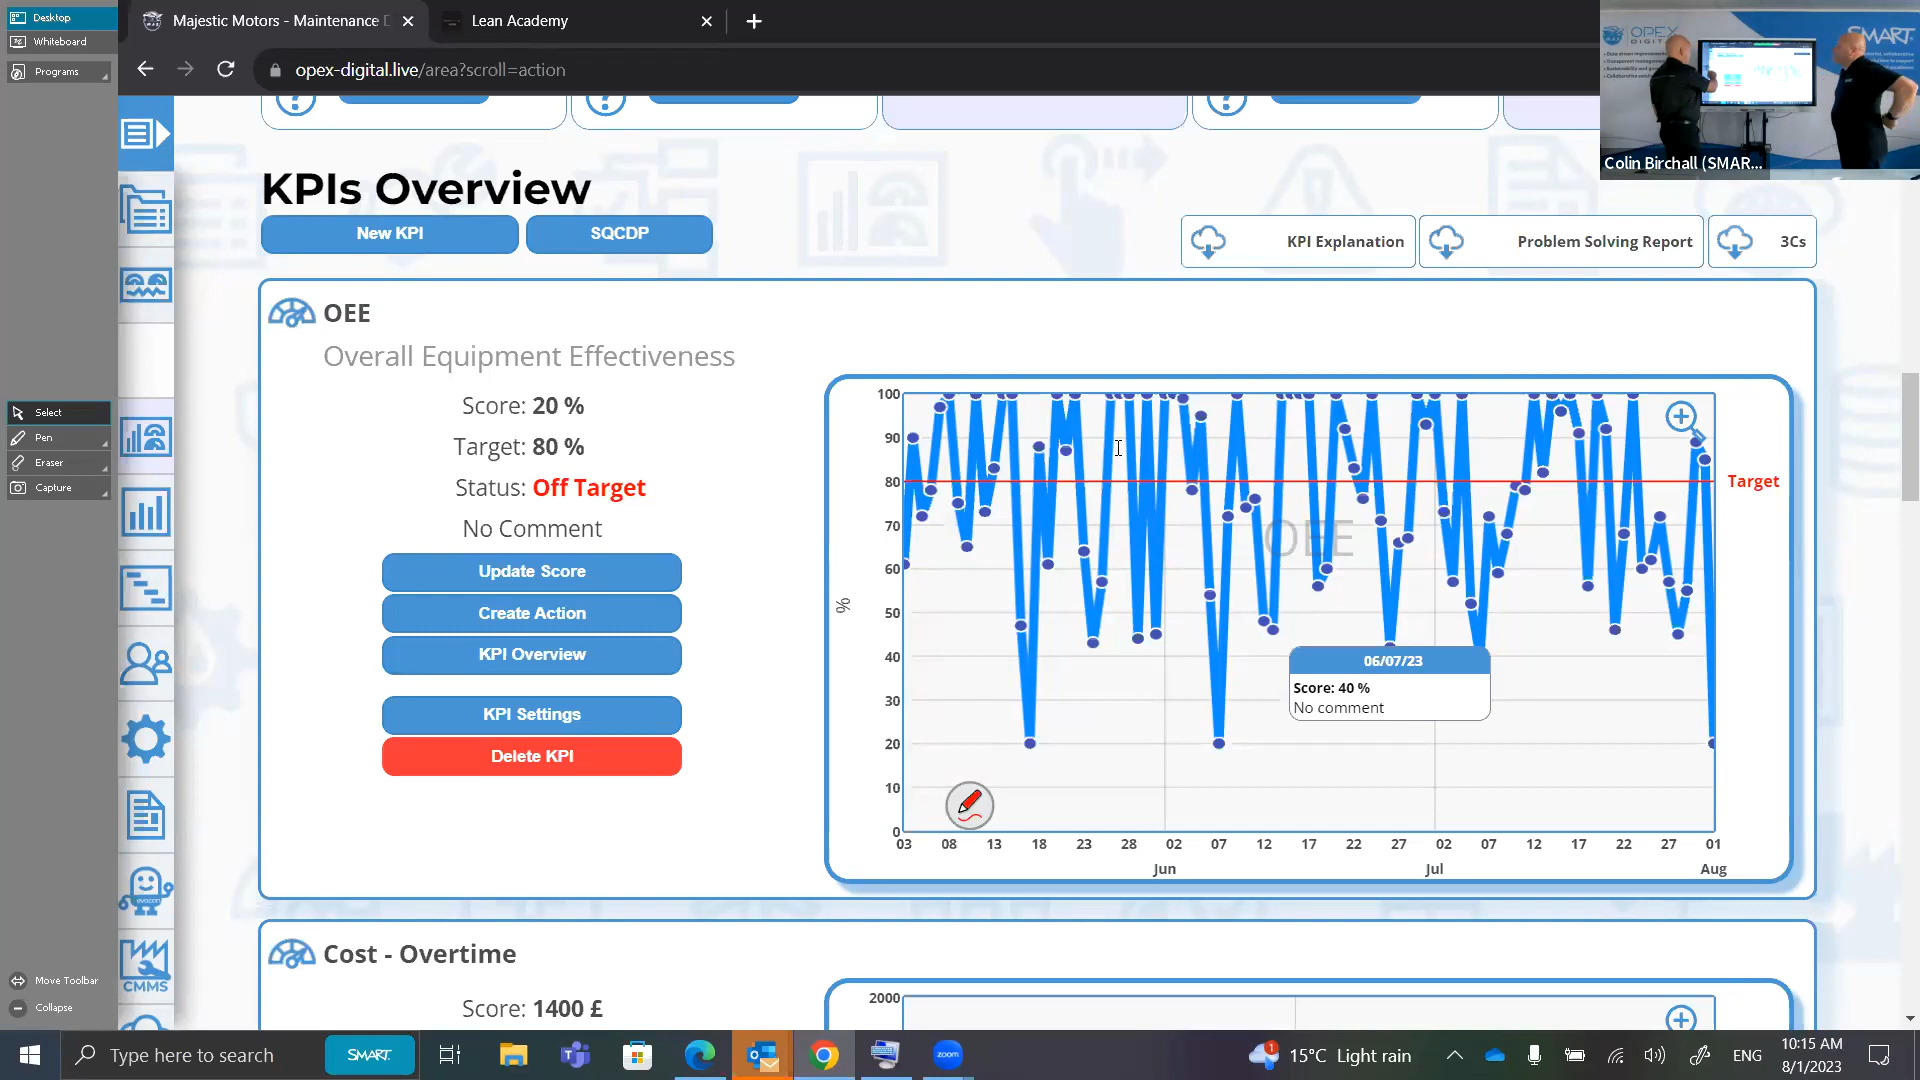 Desktop
Whiteboard
Programs
Select
Pen
Eraser
Capture
Move Toolbar
Collapse
Majestic Motors - Maintenance D
Lean Academy
opex-digital.live/area?scroll=action
OPEX
DIGITAL
SMART
Colin Birchall (SMAR...
KPIs Overview
New KPI
SQCDP
KPI Explanation
Problem Solving Report
3Cs
OEE
Overall Equipment Effectiveness
Score: 20 %
Target: 80 %
Status: Off Target
No Comment
Update Score
Create Action
KPI Overview
KPI Settings
Delete KPI
100
90
80
70
60
50
40
30
20
10
0
%
OEE
Target
06/07/23
Score: 40 %
No comment
03 08 13 18 23 28 02 07 12 17 22 27 02 07 12 17 22 27 01
Jun Jul Aug
evocon
CMMS
Cost - Overtime
Score: 1400 £
2000
Type here to search
SMART
zoom
1
15°C Light rain
ENG
10:15 AM
8/1/2023